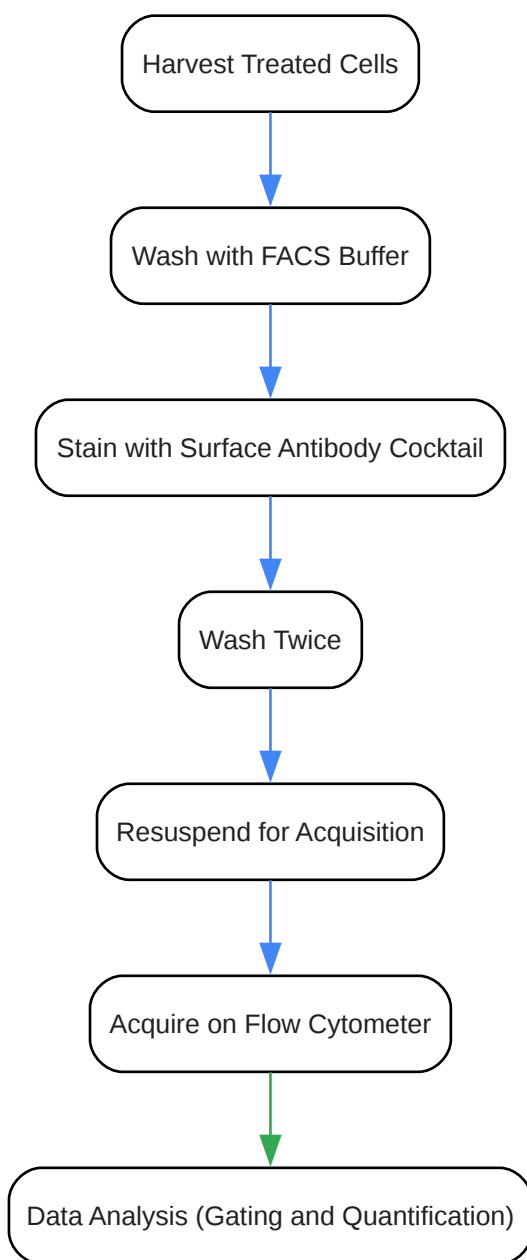 Harvest Treated Cells
Wash with FACS Buffer
Stain with Surface Antibody Cocktail
Wash Twice
Resuspend for Acquisition
Acquire on Flow Cytometer
Data Analysis (Gating and Quantification)